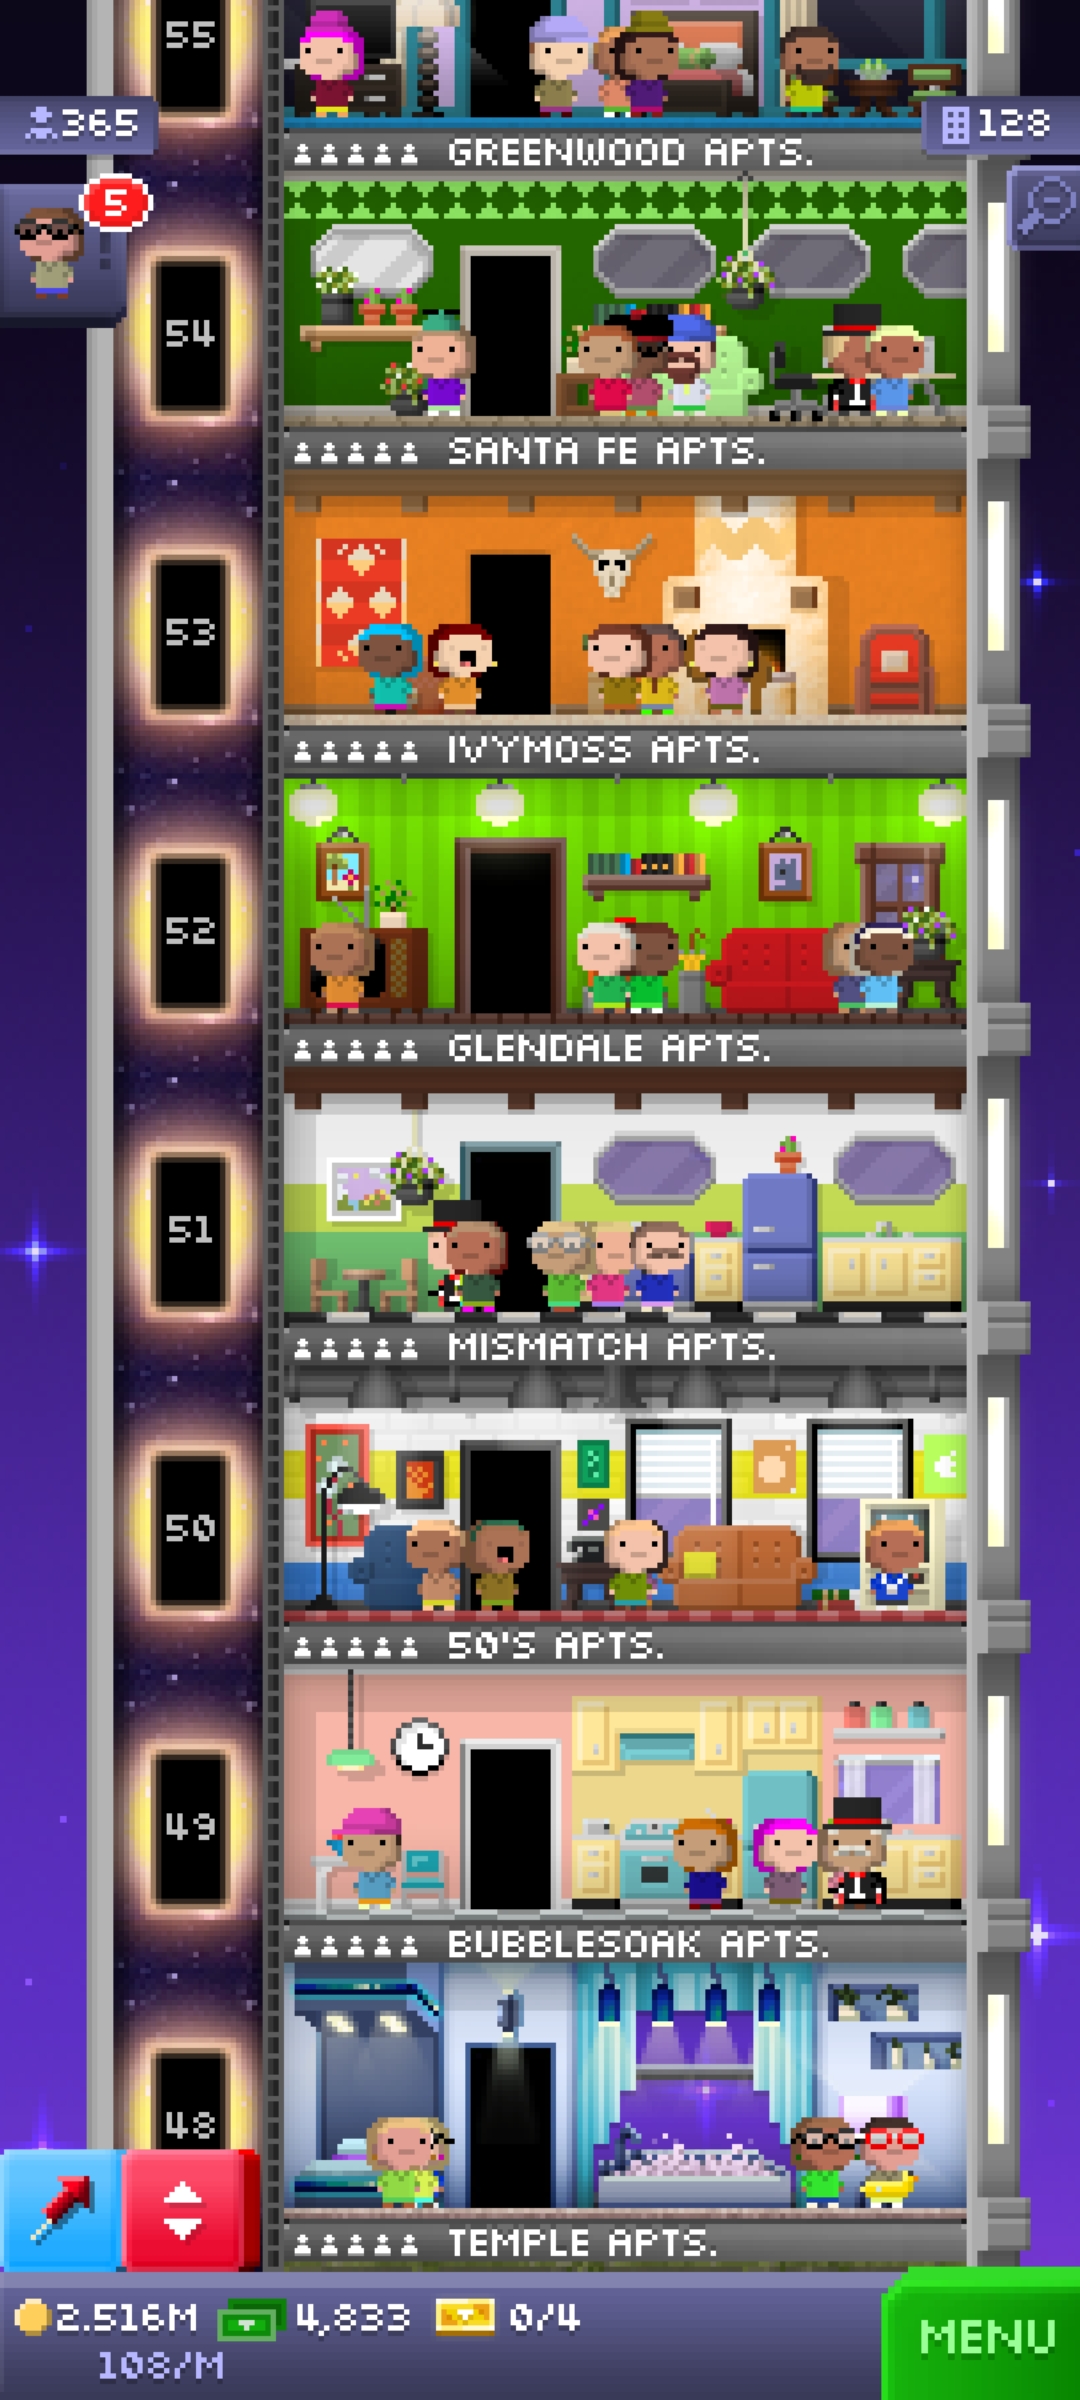 55
365
128
GREENWOOD APTS.
5
54
SANTA FE APTS.
53
IVYMOSS APTS.
52
GLENDALE APTS.
51
MISMATCH APTS.
50
50'S APTS.
49
BUBBLESOAK APTS.
48
TEMPLE APTS.
2.516M 4,833 0/4
108/M
MENU